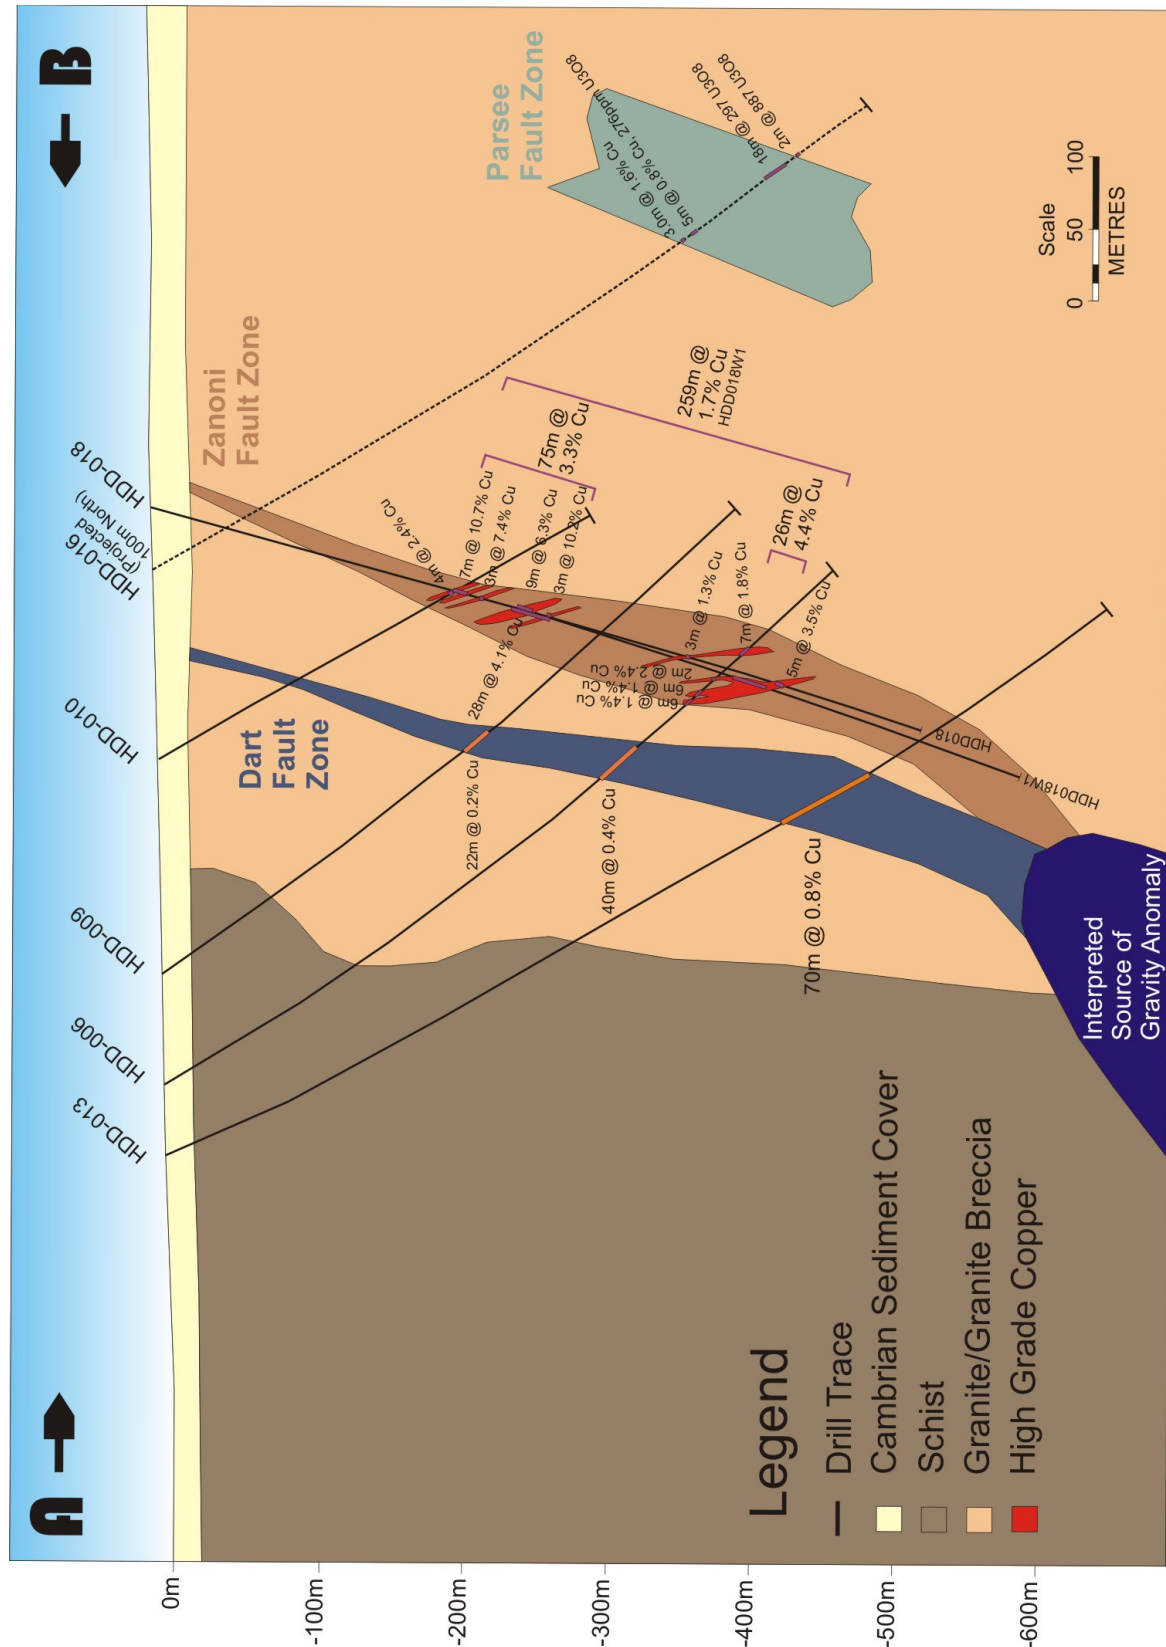 A
B
HDD-013
HDD-006
HDD-009
HDD-010
HDD-016
(Projected
100m North)
HDD-018
0m
-100m
-200m
-300m
-400m
-500m
-600m
Dart
Fault
Zone
Zanoni
Fault Zone
Parsee
Fault Zone
4m @ 2.4% Cu
7m @ 10.7% Cu
3m @ 7.4% Cu
9m @ 6.3% Cu
3m @ 10.2% Cu
75m @
3.3% Cu
259m @
1.7% Cu
HDD018W1
26m @
4.4% Cu
28m @ 4.1% Cu
22m @ 0.2% Cu
40m @ 0.4% Cu
70m @ 0.8% Cu
2m @ 2.4% Cu
6m @ 1.4% Cu
6m @ 1.4% Cu
3m @ 1.3% Cu
7m @ 1.8% Cu
5m @ 3.5% Cu
HDD018
HDD018W1
3.0m @ 1.6% Cu
5m @ 0.8% Cu, 276ppm U3O8
18m @ 297 U3O8
2m @ 887 U3O8
Interpreted
Source of
Gravity Anomaly
Scale
0 50 100
METRES
Legend
Drill Trace
Cambrian Sediment Cover
Schist
Granite/Granite Breccia
High Grade Copper